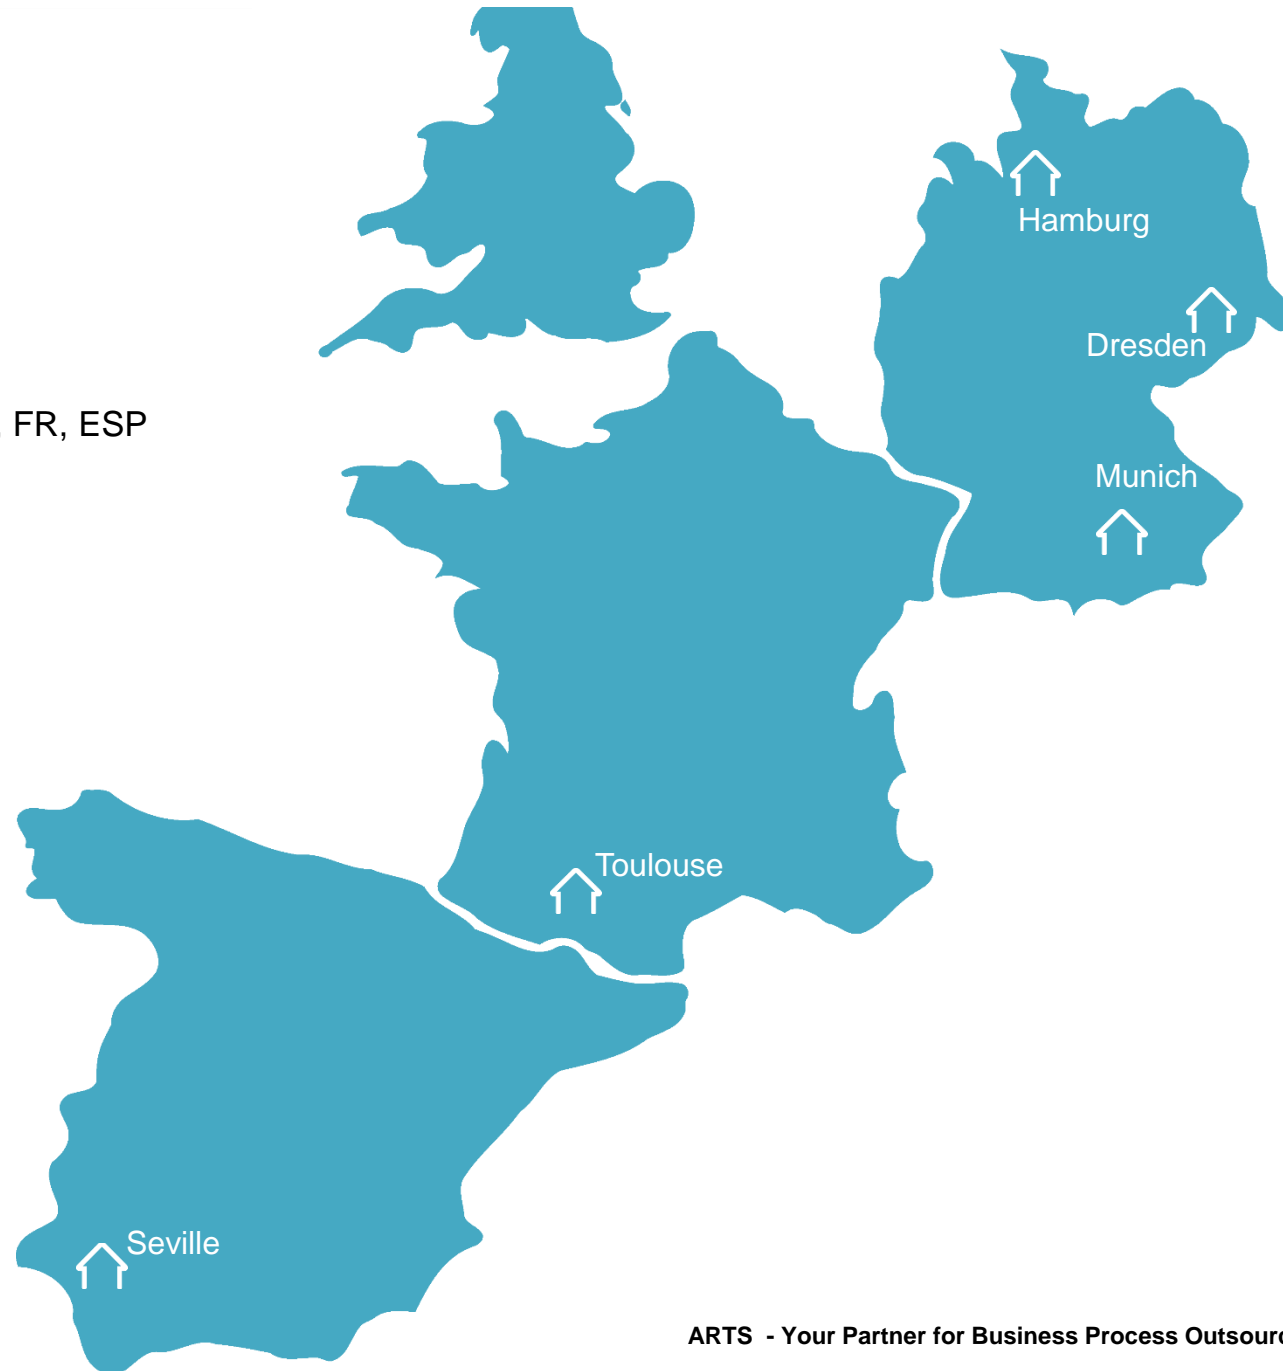 Hamburg
Dresden
FR, ESP
Munich
Toulouse
Seville
ARTS - Your Partner for Business Process